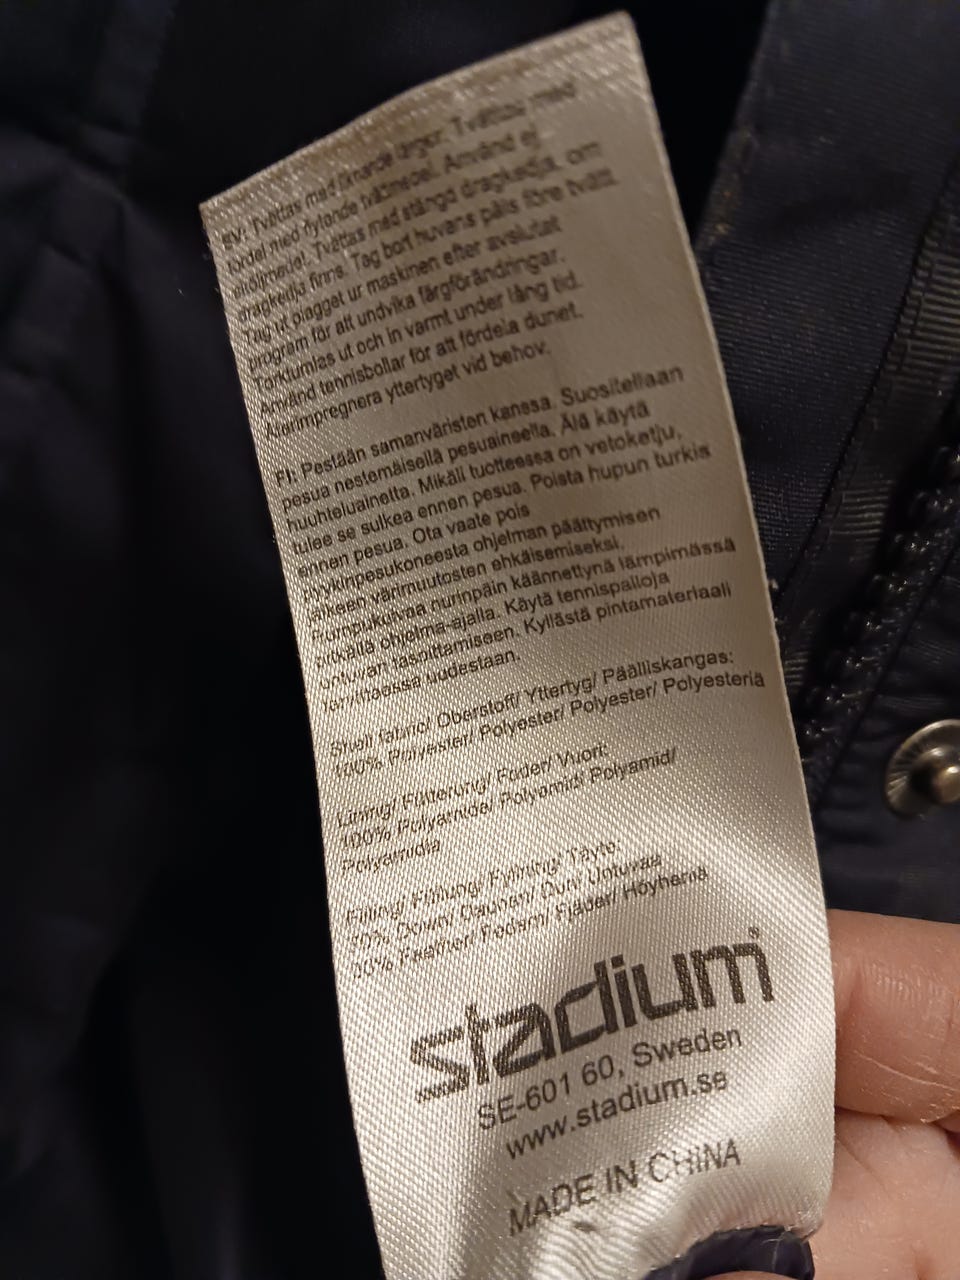 SV: Tvättas med liknande färger. Tvättas med
fördel med flytande tvättmedel. Använd ej
sköljmedel. Tvättas med stängd dragkedja, om
dragkedja finns. Tag bort huvans päls före tvätt.
Tag ut plagget ur maskinen efter avslutat
program för att undvika färgförändringar.
Torktumlas ut och in varmt under lång tid.
Använd tennisbollar för att fördela dunet.
Återimpregnera yttertyget vid behov.
FI: Pestään samanväristen kanssa. Suositellaan
pesua nestemäisellä pesuaineella. Älä käytä
huuhteluainetta. Mikäli tuotteessa on vetoketju,
tulee se sulkea ennen pesua. Poista hupun turkis
ennen pesua. Ota vaate pois
pyykinpesukoneesta ohjelman päättymisen
jälkeen värimuutosten ehkäisemiseksi.
Rumpukuivaa nurinpäin käännettynä lämpimässä
pitkällä ohjelma-ajalla. Käytä tennispalloja
untuvan tasoittamiseen. Kyllästä pintamateriaali
tarvittaessa uudestaan.
Shell fabric/ Oberstoff/ Yttertyg/ Päälliskangas:
100% Polyester/ Polyester/ Polyester/ Polyesteriä
Lining/ Fütterung/ Foder/ Vuori:
100% Polyamide/ Polyamid/ Polyamid/
Polyamidia
Filling/ Füllung/ Fyllning/ Täyte:
Down/ Daunen/ Dun/ Untuvaa
Feather/ Federn/ Fjäder/ Höyheniä
stadium
SE-601 60, Sweden
www.stadium.se
MADE IN CHINA